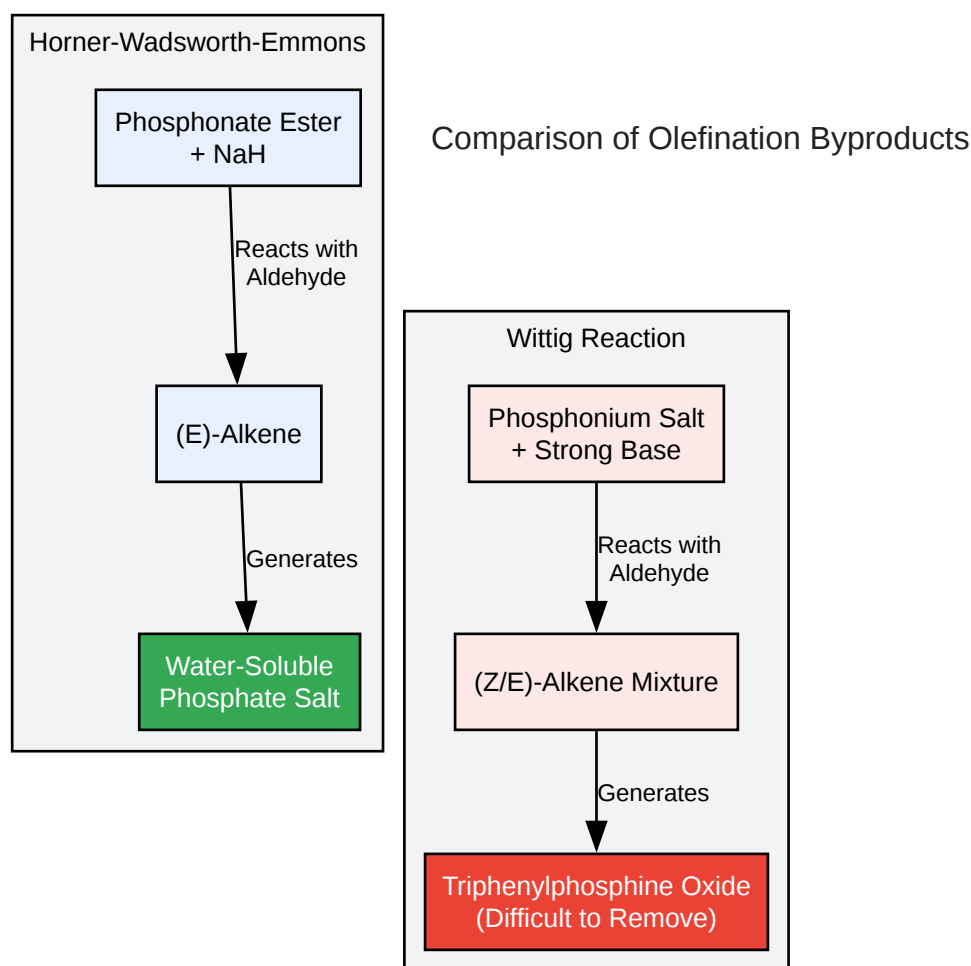 Horner-Wadsworth-Emmons
Phosphonate Ester
+ NaH
Reacts with
Aldehyde
(E)-Alkene
Generates
Water-Soluble
Phosphate Salt
Comparison of Olefination Byproducts
Wittig Reaction
Phosphonium Salt
+ Strong Base
Reacts with
Aldehyde
(Z/E)-Alkene Mixture
Generates
Triphenylphosphine Oxide
(Difficult to Remove)